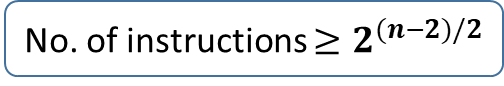 No. of instructions ≥ 2^(n−2)/2